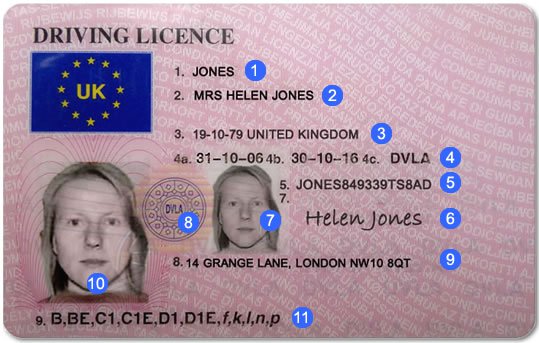 DRIVING LICENCE
UK
1. JONES 1
2. MRS HELEN JONES 2
3. 19-10-79 UNITED KINGDOM 3
4a. 31-10-06 4b. 30-10-16 4c. DVLA 4
5. JONES849339TS8AD 5
7.
Helen Jones 6
DVLA
8
7
8. 14 GRANGE LANE, LONDON NW10 8QT 9
10
9. B,BE,C1,C1E,D1,D1E,f,k,l,n,p 11